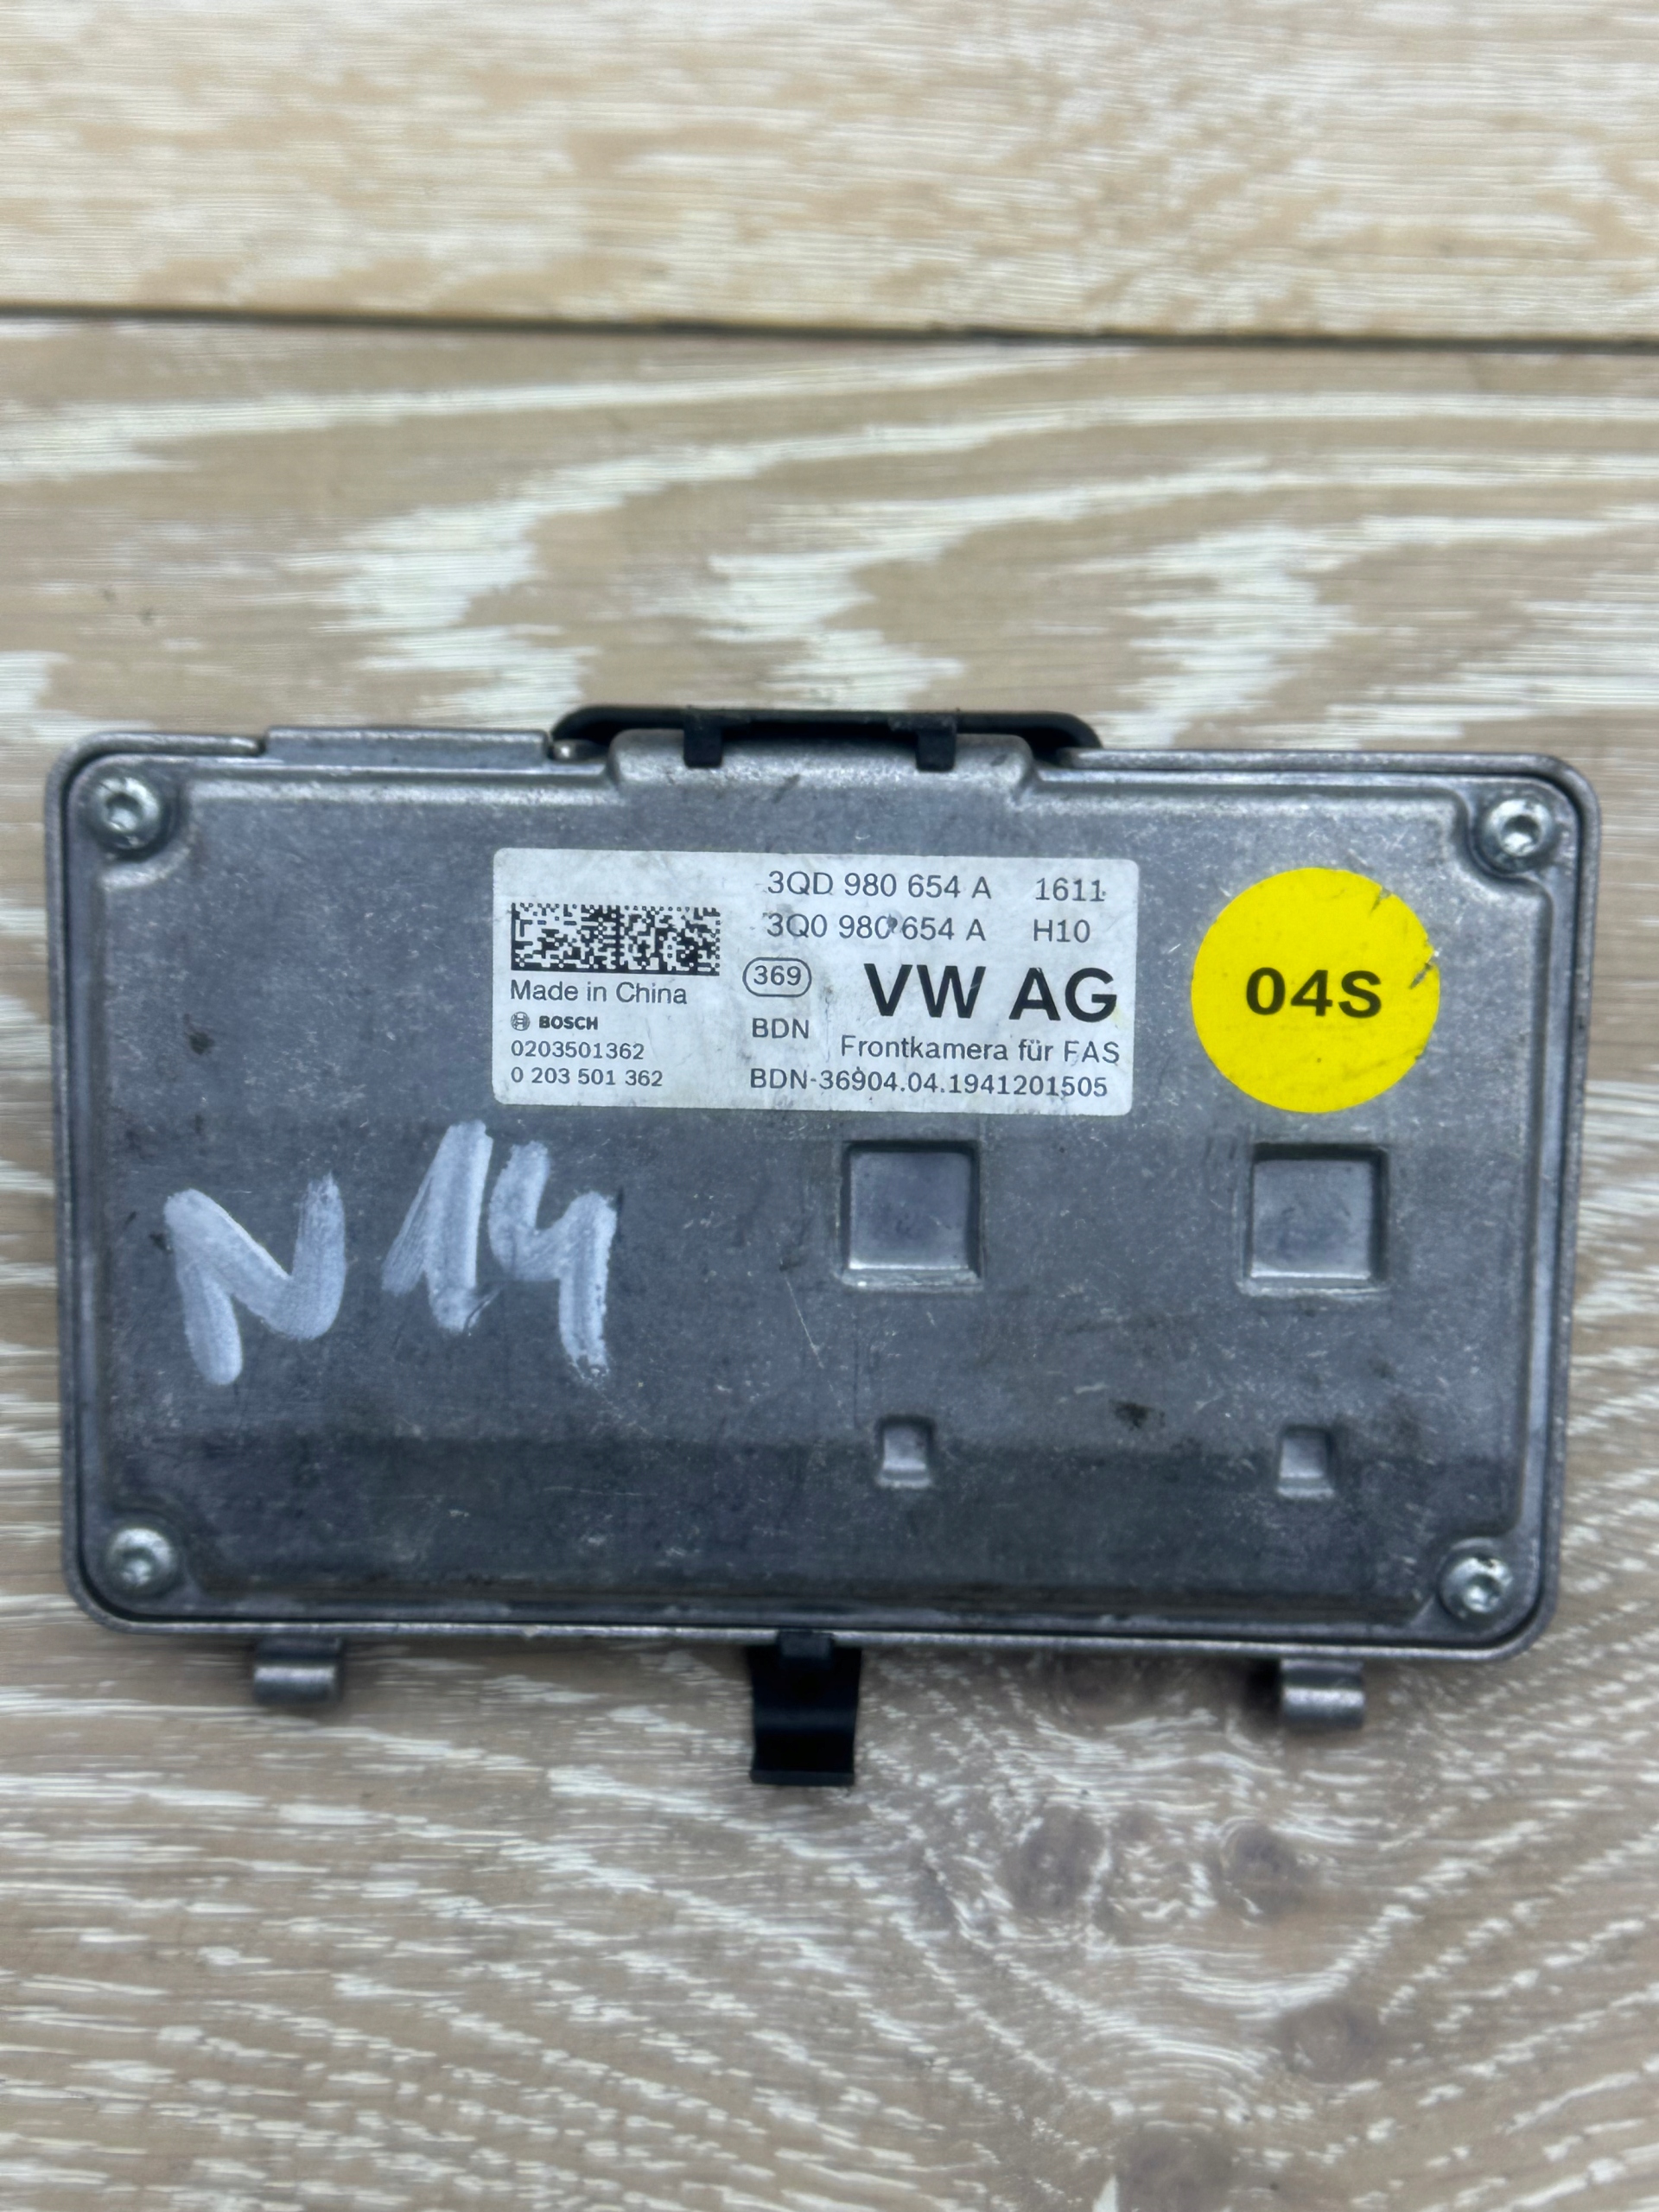 3QD 980 654 A 1611
3Q0 980 654 A H10
369
VW AG
Made in China
BOSCH
BDN
Frontkamera für FAS
0203501362
0 203 501 362
BDN-36904.04.1941201505
04S
N 14